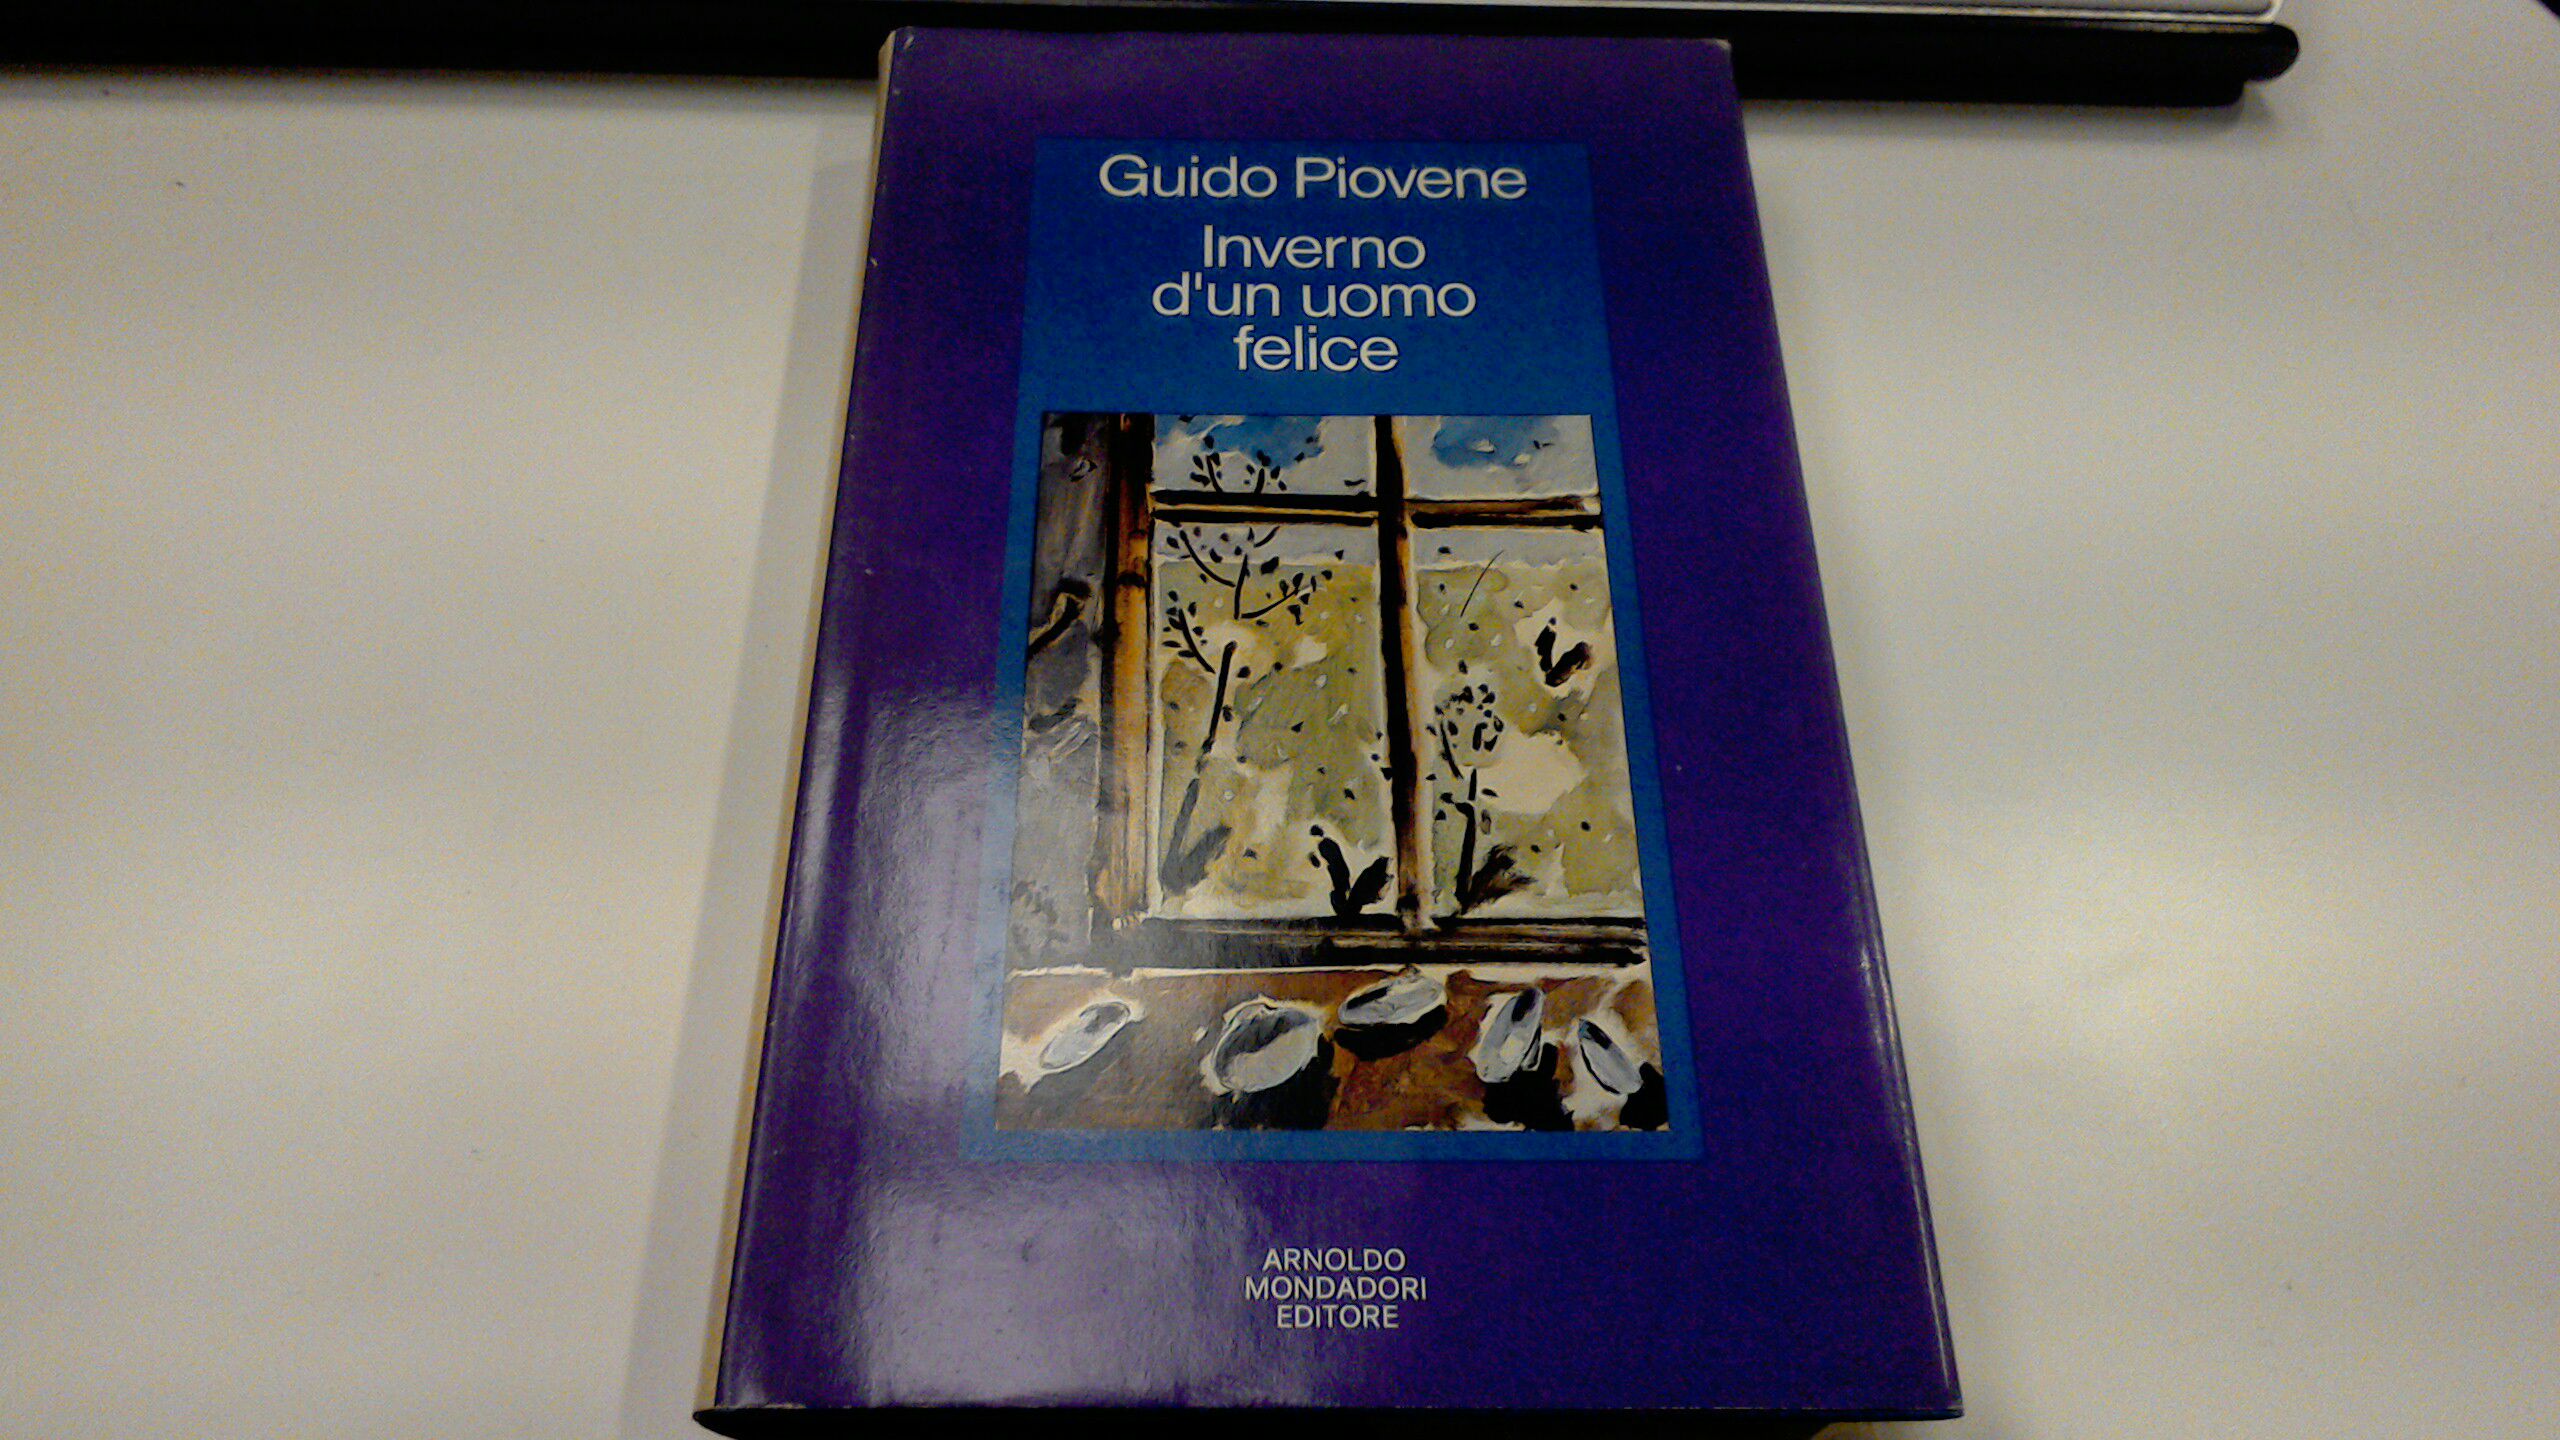 Guido Piovene
Inverno
d'un uomo
felice
ARNOLDO
MONDADORI
EDITORE